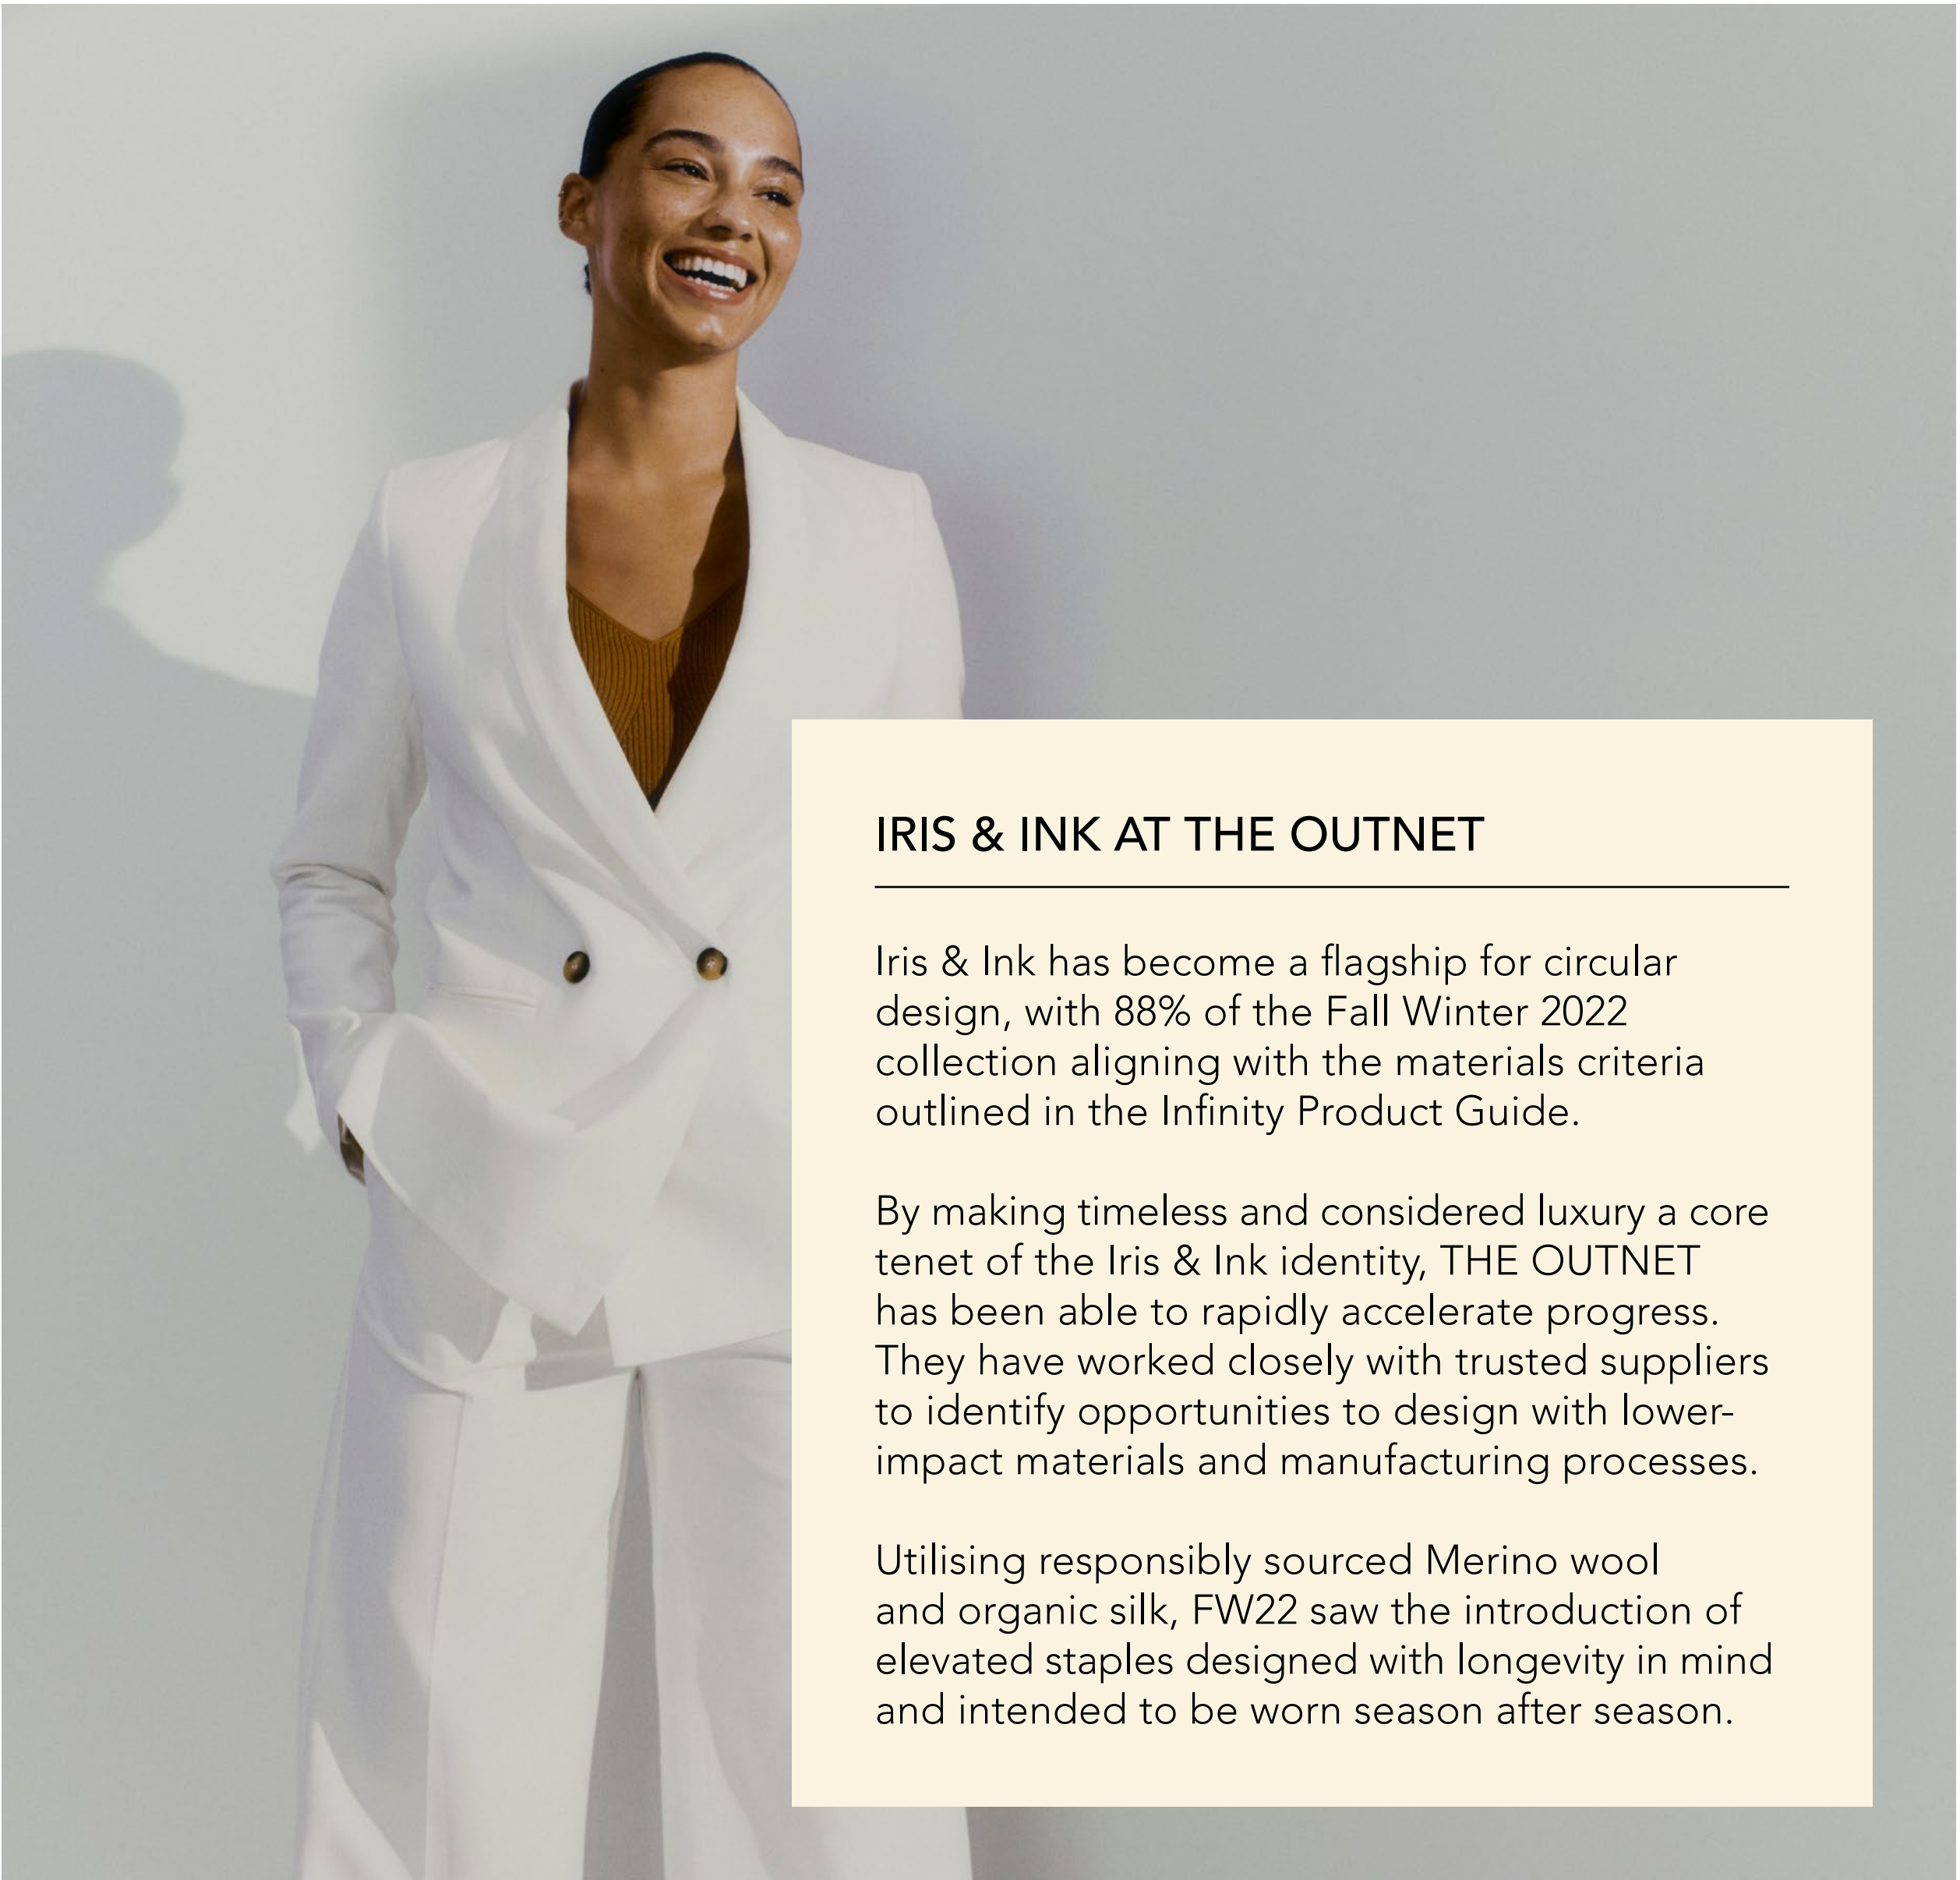 IRIS & INK AT THE OUTNET
Iris & Ink has become a flagship for circular
design, with 88% of the Fall Winter 2022
collection aligning with the materials criteria
outlined in the Infinity Product Guide.
By making timeless and considered luxury a core
tenet of the Iris & Ink identity, THE OUTNET
has been able to rapidly accelerate progress.
They have worked closely with trusted suppliers
to identify opportunities to design with lower-
impact materials and manufacturing processes.
Utilising responsibly sourced Merino wool
and organic silk, FW22 saw the introduction of
elevated staples designed with longevity in mind
and intended to be worn season after season.